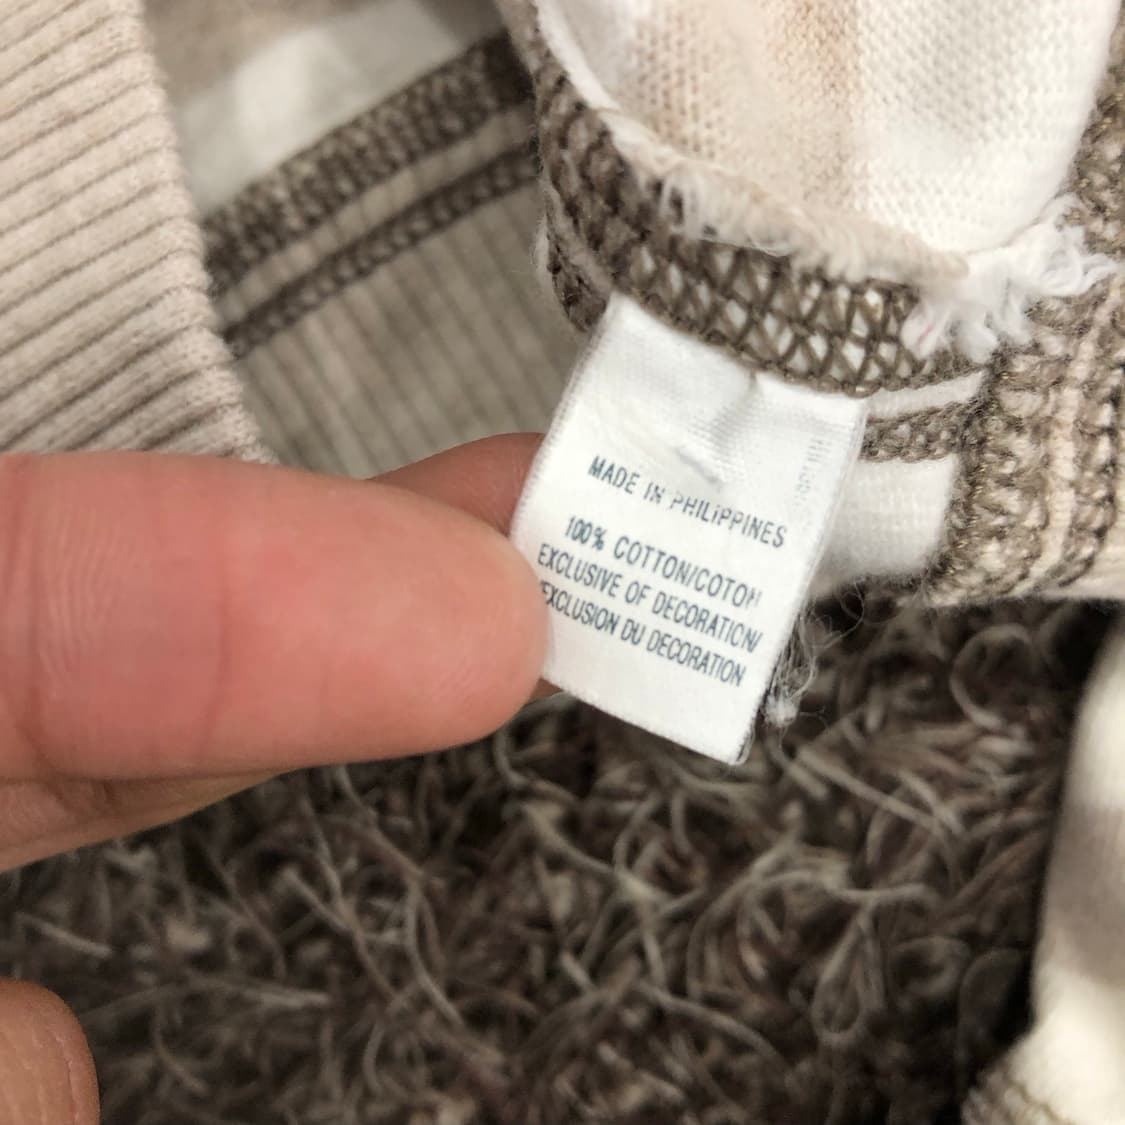 MADE IN PHILIPPINES
100% COTTON/COTON
EXCLUSIVE OF DECORATION/
EXCLUSION DU DECORATION